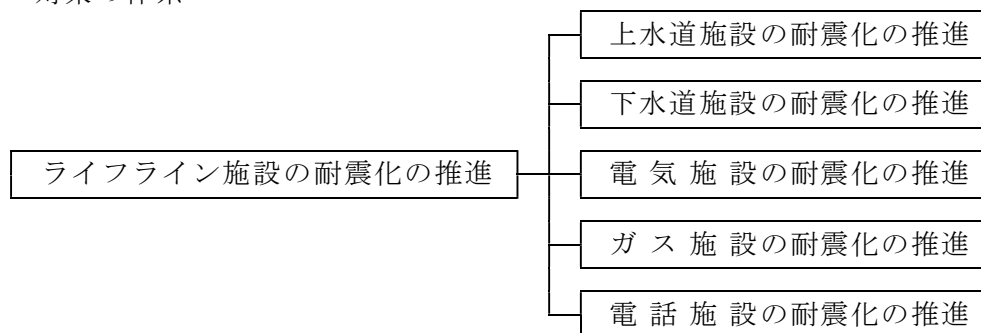 上水道施設の耐震化の推進
下水道施設の耐震化の推進
ライフライン施設の耐震化の推進
電気施設の耐震化の推進
ガス施設の耐震化の推進
電話施設の耐震化の推進